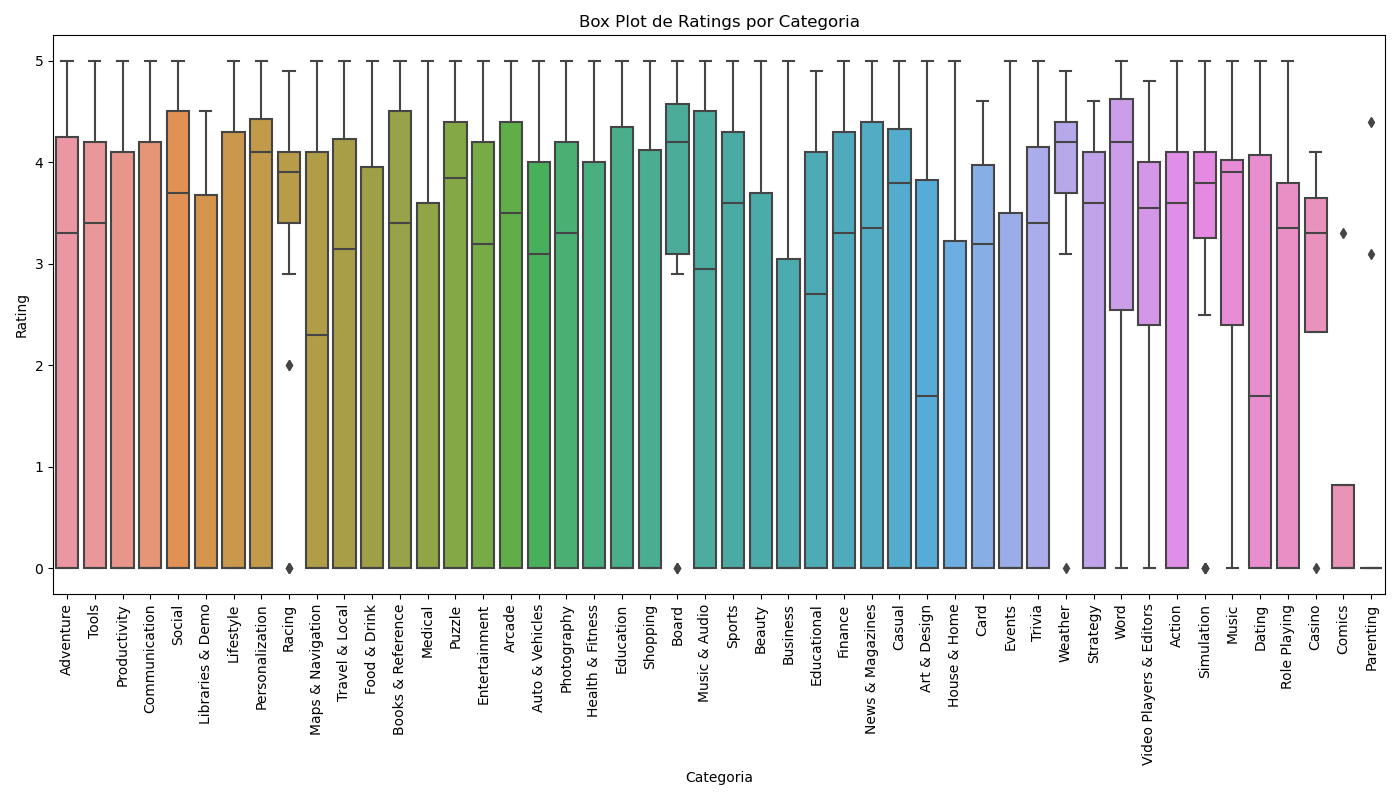 Box Plot de Ratings por Categoria
Rating
5
4
3
2
1
0
Adventure
Tools
Productivity
Communication
Social
Libraries & Demo
Lifestyle
Personalization
Racing
Maps & Navigation
Travel & Local
Food & Drink
Books & Reference
Medical
Puzzle
Entertainment
Arcade
Auto & Vehicles
Photography
Health & Fitness
Education
Shopping
Board
Music & Audio
Sports
Beauty
Business
Educational
Finance
News & Magazines
Casual
Art & Design
House & Home
Card
Events
Trivia
Weather
Strategy
Word
Video Players & Editors
Action
Simulation
Music
Dating
Role Playing
Casino
Comics
Parenting
Categoria